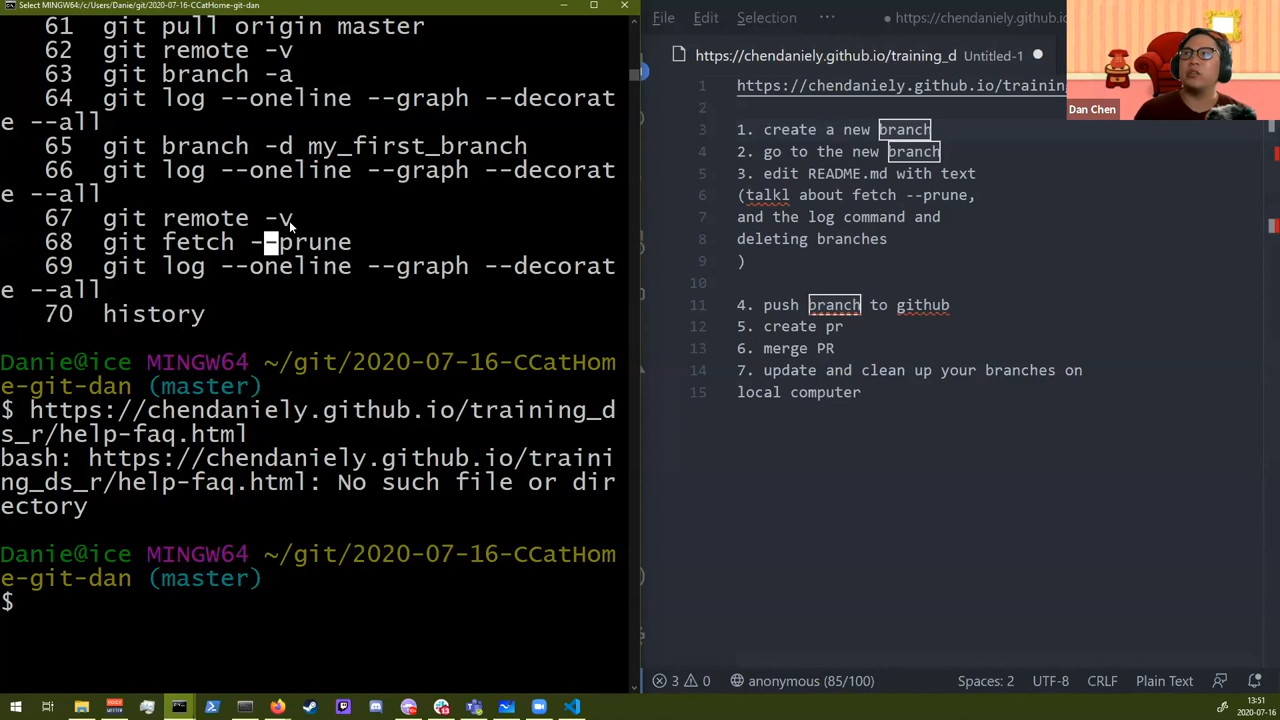 Select MINGW64:/c/Users/Danie/git/2020-07-16-CCatHome-git-dan
61 git pull origin master
62 git remote -v
63 git branch -a
64 git log --oneline --graph --decorat
e --all
65 git branch -d my_first_branch
66 git log --oneline --graph --decorat
e --all
67 git remote -v
68 git fetch --prune
69 git log --oneline --graph --decorat
e --all
70 history
Danie@ice MINGW64 ~/git/2020-07-16-CCatHom
e-git-dan (master)
$ https://chendaniely.github.io/training_d
s_r/help-faq.html
bash: https://chendaniely.github.io/traini
ng_ds_r/help-faq.html: No such file or dir
ectory
Danie@ice MINGW64 ~/git/2020-07-16-CCatHom
e-git-dan (master)
$
File Edit Selection ··· ● https://chendaniely.github.io/
https://chendaniely.github.io/training_d Untitled-1
1 https://chendaniely.github.io/trainin
2
3 1. create a new branch
4 2. go to the new branch
5 3. edit README.md with text
6 (talkl about fetch --prune,
7 and the log command and
8 deleting branches
9 )
10
11 4. push branch to github
12 5. create pr
13 6. merge PR
14 7. update and clean up your branches on
15 local computer
Dan Chen
3 0 anonymous (85/100) Spaces: 2 UTF-8 CRLF Plain Text
13:51
2020-07-16